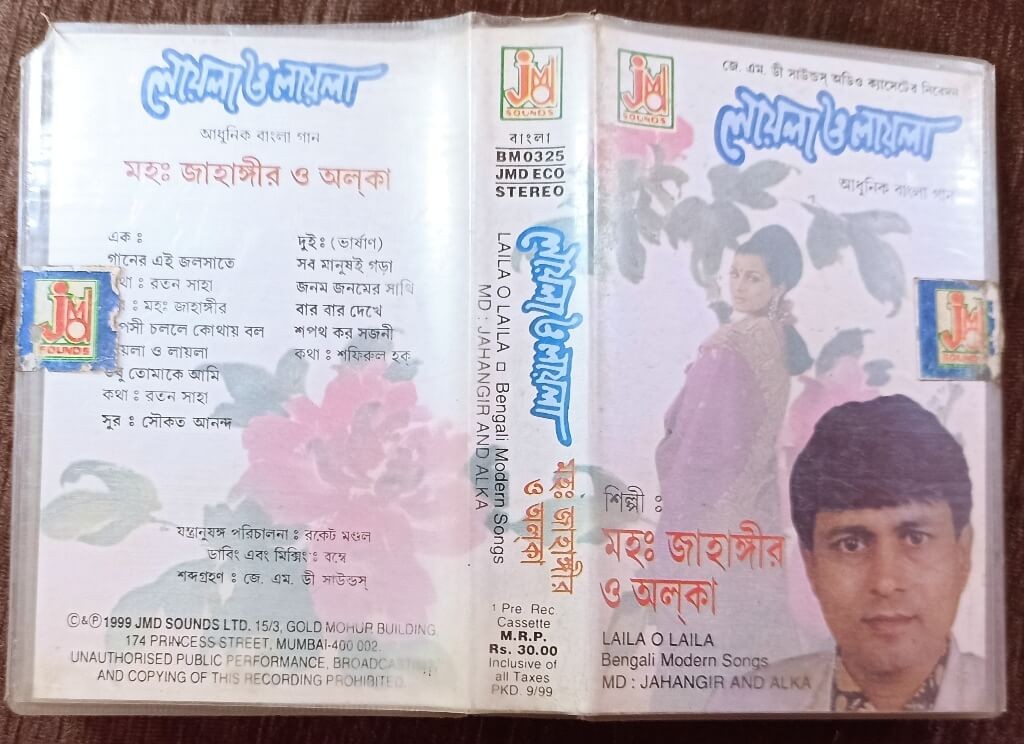 লায়লা ও লায়লা
আধুনিক বাংলা গান
মহঃ জাহাঙ্গীর ও অল্কা
এক ঃ
গানের এই জলসাতে
ঃ রতন সাহা
ঃ মহঃ জাহাঙ্গীর
চললে কোথায় বল
ও লায়লা
তোমাকে আমি
কথা ঃ রতন সাহা
সুর ঃ সৌকত আনন্দ
দুইঃ (ভার্ষাণ)
সব মানুষই গড়া
জনম জনমের সাথি
বার বার দেখে
শপথ কর সজনী
কথা ঃ শফিরুল হক্
যন্ত্রানুষঙ্গ পরিচালনা ঃ রকেট মণ্ডল
ডাবিং এবং মিক্সিং ঃ বম্বে
শব্দগ্রহণ ঃ জে. এম. ডী সাউন্ডস্
©&℗1999 JMD SOUNDS LTD. 15/3, GOLD MOHUR BUILDING,
174 PRINCESS STREET, MUMBAI-400 002.
UNAUTHORISED PUBLIC PERFORMANCE, BROADCASTING,
AND COPYING OF THIS RECORDING PROHIBITED.
JMD
SOUNDS
JMD
SOUNDS
বাংলা
BM0325
JMD ECO
STEREO
লায়লা ও লায়লা
মহঃ জাহাঙ্গীর
ও অল্কা
LAILA O LAILA □ Bengali Modern Songs
MD : JAHANGIR AND ALKA
1 Pre Rec.
Cassette
M.R.P.
Rs. 30.00
Inclusive of
all Taxes
PKD. 9/99
JMD
SOUNDS
জে. এম. ডী সাউন্ডস্ অডিও ক্যাসেটের নিবেদন
লায়লা ও লায়লা
আধুনিক বাংলা গান
JMD
SOUNDS
শিল্পী ঃ
মহঃ জাহাঙ্গীর
ও অল্কা
LAILA O LAILA
Bengali Modern Songs
MD : JAHANGIR AND ALKA